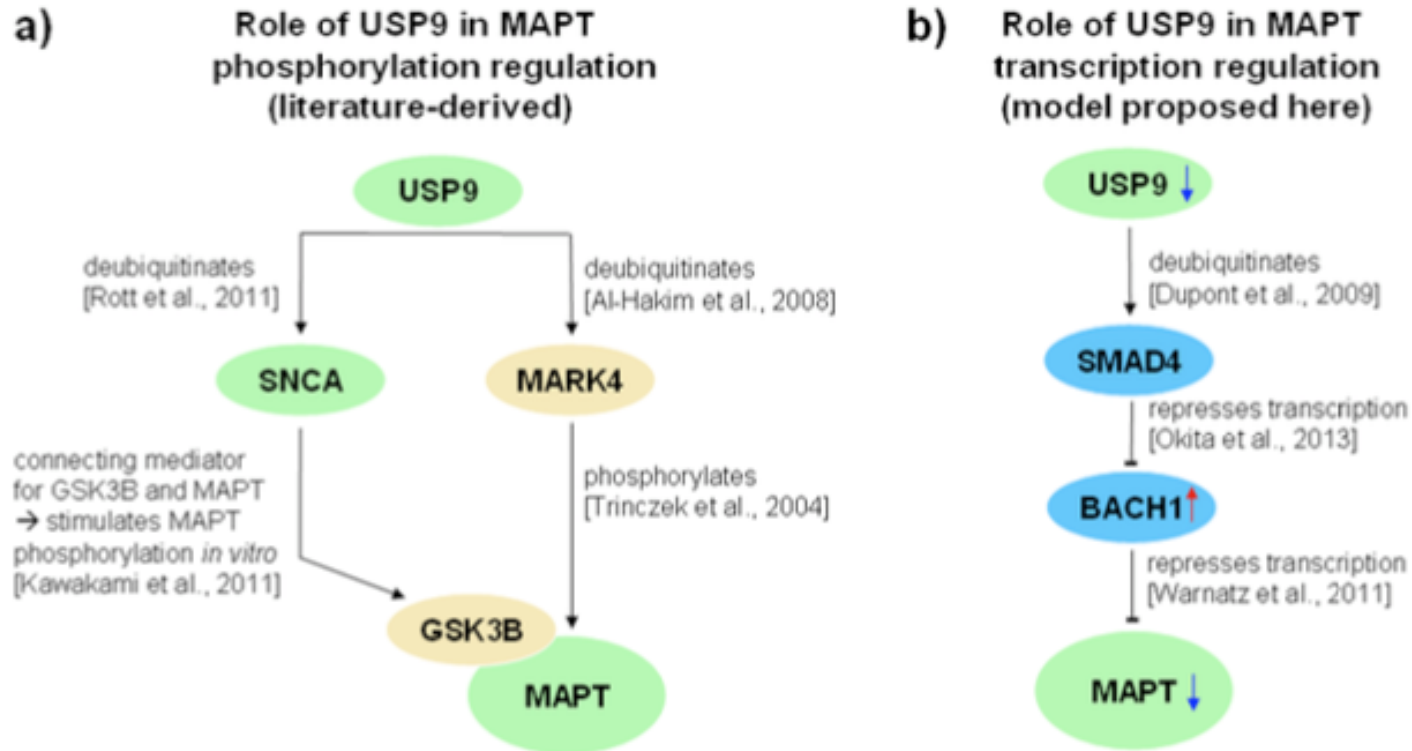 a)
Role of USP9 in MAPT
phosphorylation regulation
(literature-derived)
USP9
deubiquitinates
[Rott et al., 2011]
deubiquitinates
[Al-Hakim et al., 2008]
SNCA
MARK4
connecting mediator
for GSK3B and MAPT
→ stimulates MAPT
phosphorylation in vitro
[Kawakami et al., 2011]
phosphorylates
[Trinczek et al., 2004]
GSK3B
MAPT
b)
Role of USP9 in MAPT
transcription regulation
(model proposed here)
USP9 ↓
deubiquitinates
[Dupont et al., 2009]
SMAD4
represses transcription
[Okita et al., 2013]
BACH1 ↑
represses transcription
[Warnatz et al., 2011]
MAPT ↓